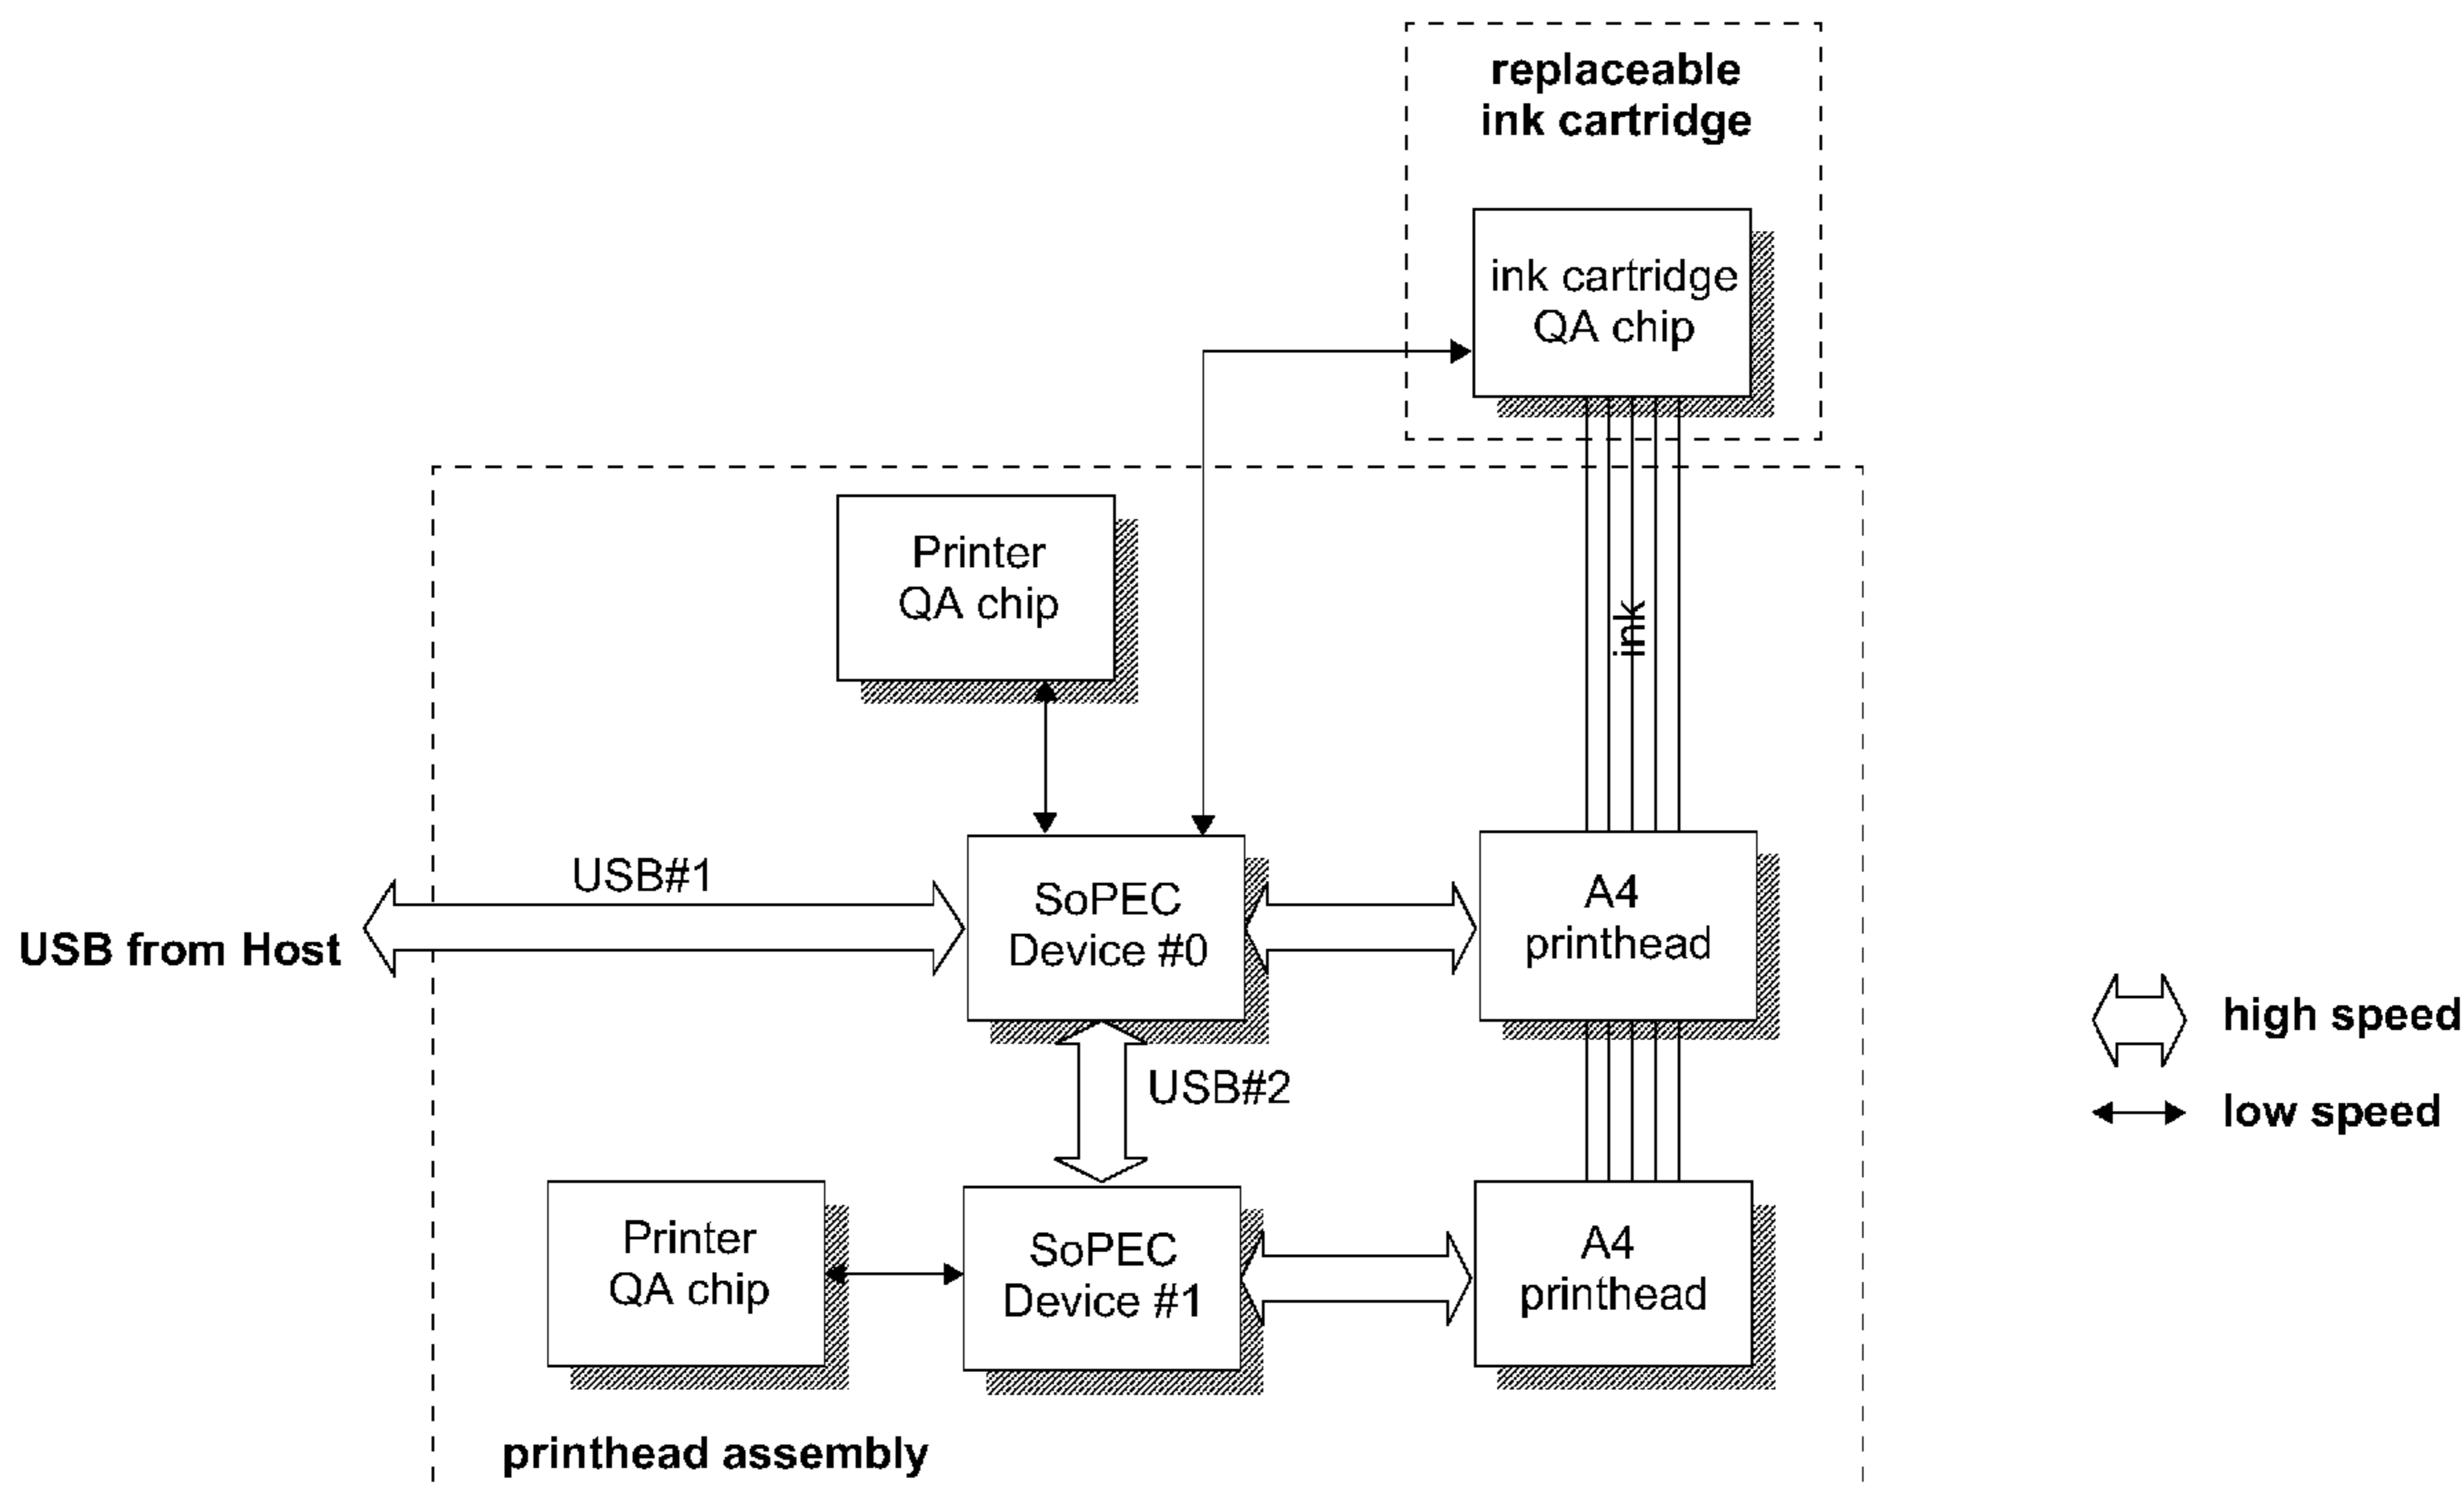 replaceable
ink cartridge
ink cartridge
QA chip
Printer
QA chip
ink
USB#1
USB from Host
SoPEC
Device #0
A4
printhead
high speed
low speed
USB#2
Printer
QA chip
SoPEC
Device #1
A4
printhead
printhead assembly